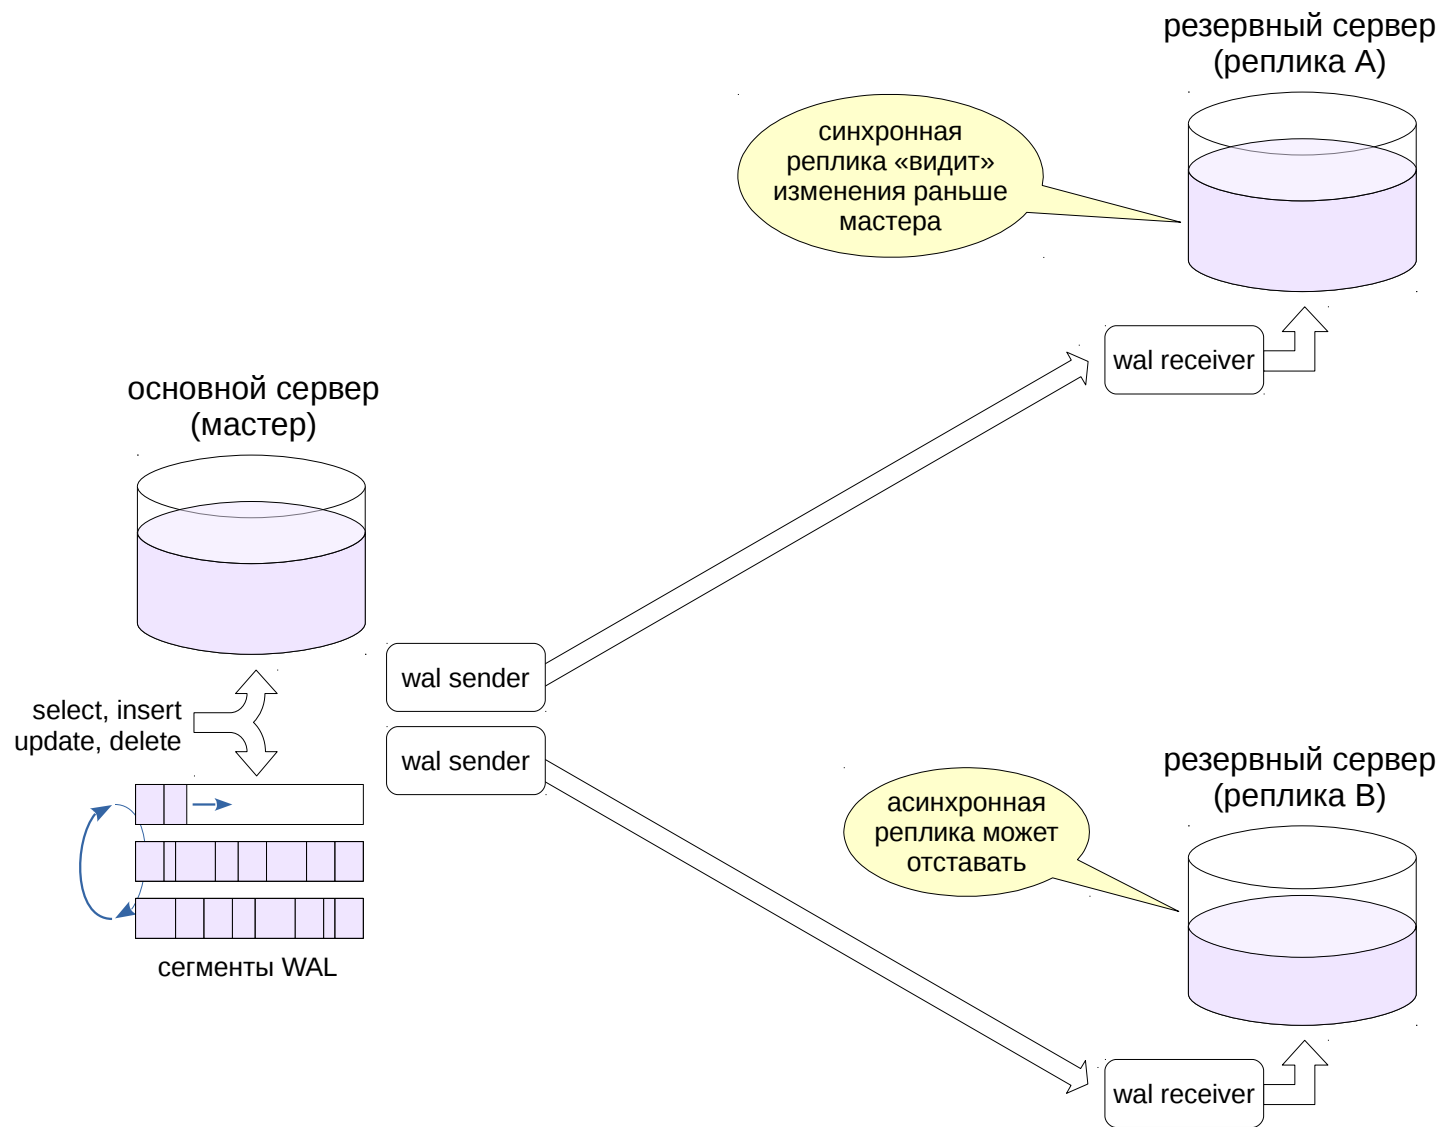 резервный сервер
(реплика A)
синхронная
реплика «видит»
изменения раньше
мастера
wal receiver
основной сервер
(мастер)
wal sender
select, insert
update, delete
wal sender
сегменты WAL
резервный сервер
(реплика B)
асинхронная
реплика может
отставать
wal receiver